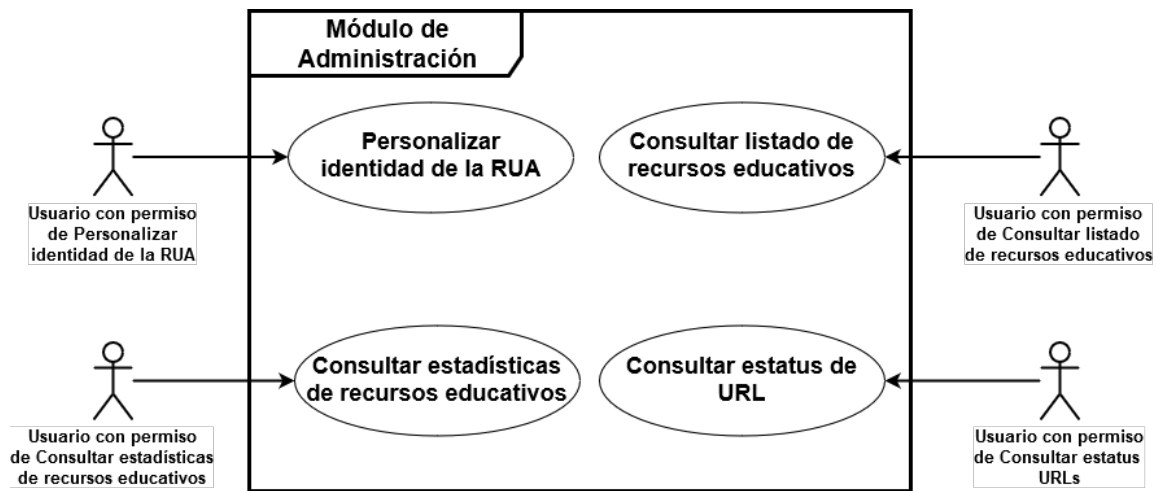 Módulo de
Administración
Personalizar
identidad de la RUA
Consultar listado de
recursos educativos
Usuario con permiso
de Personalizar
identidad de la RUA
Usuario con permiso
de Consultar listado
de recursos educativos
Consultar estadísticas
de recursos educativos
Consultar estatus de
URL
Usuario con permiso
de Consultar estadísticas
de recursos educativos
Usuario con permiso
de Consultar estatus
URLs